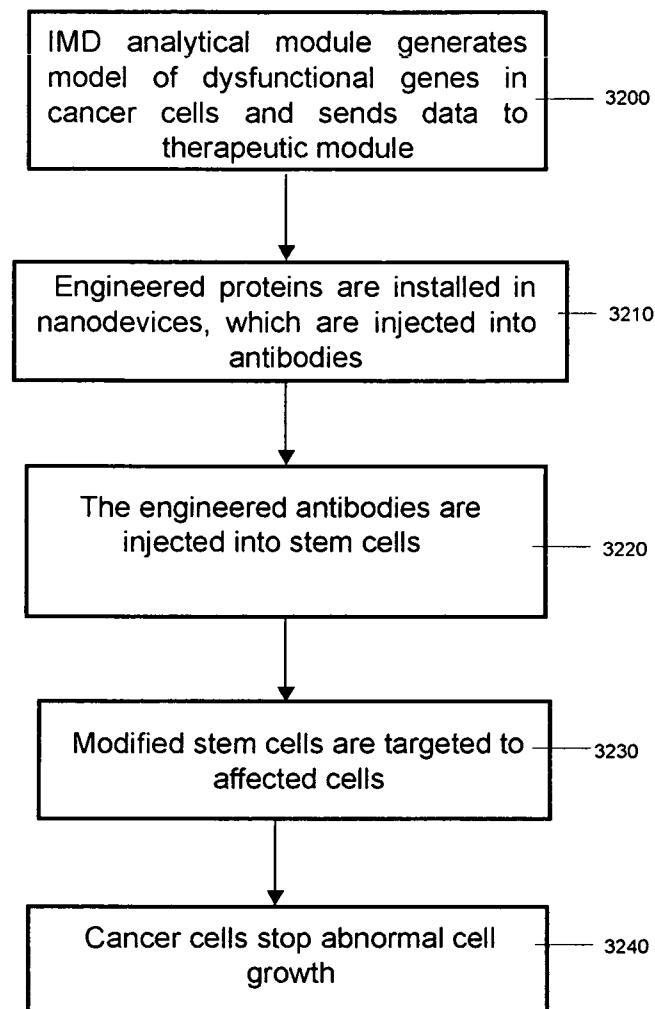 IMD analytical module generates
model of dysfunctional genes in
cancer cells and sends data to
therapeutic module
3200
Engineered proteins are installed in
nanodevices, which are injected into
antibodies
3210
The engineered antibodies are
injected into stem cells
3220
Modified stem cells are targeted to
affected cells
3230
Cancer cells stop abnormal cell
growth
3240